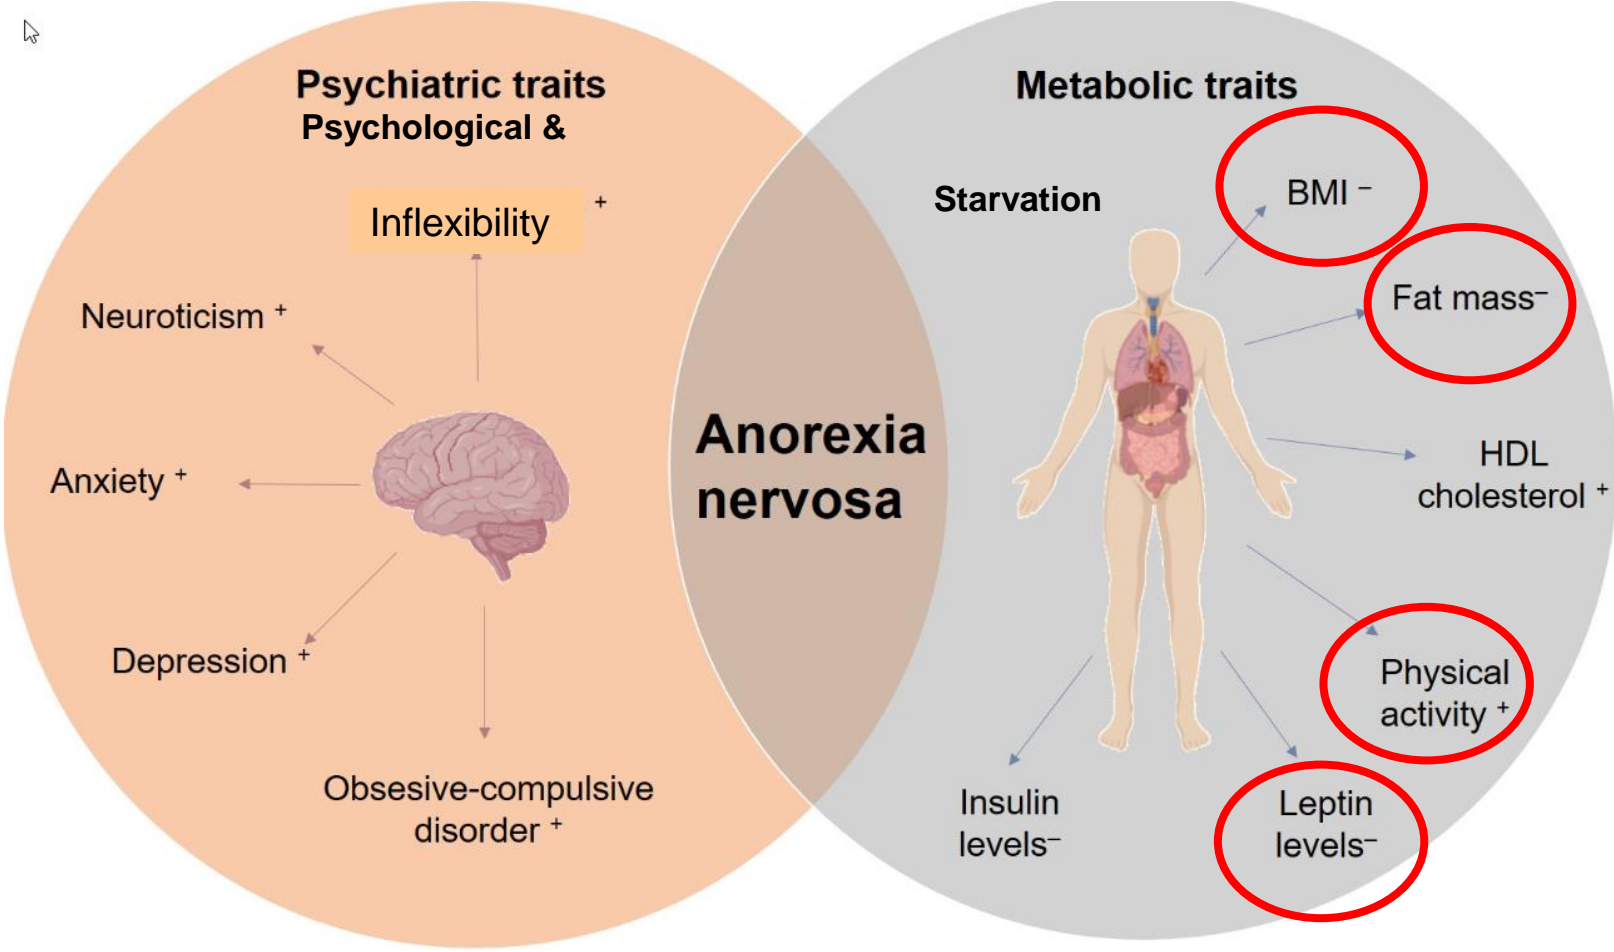 Psychiatric traits
Psychological &
Inflexibility +
Neuroticism +
Anxiety +
Depression +
Obsesive-compulsive
disorder +
Anorexia
nervosa
Metabolic traits
Starvation
BMI –
Fat mass–
HDL
cholesterol +
Physical
activity +
Leptin
levels–
Insulin
levels–